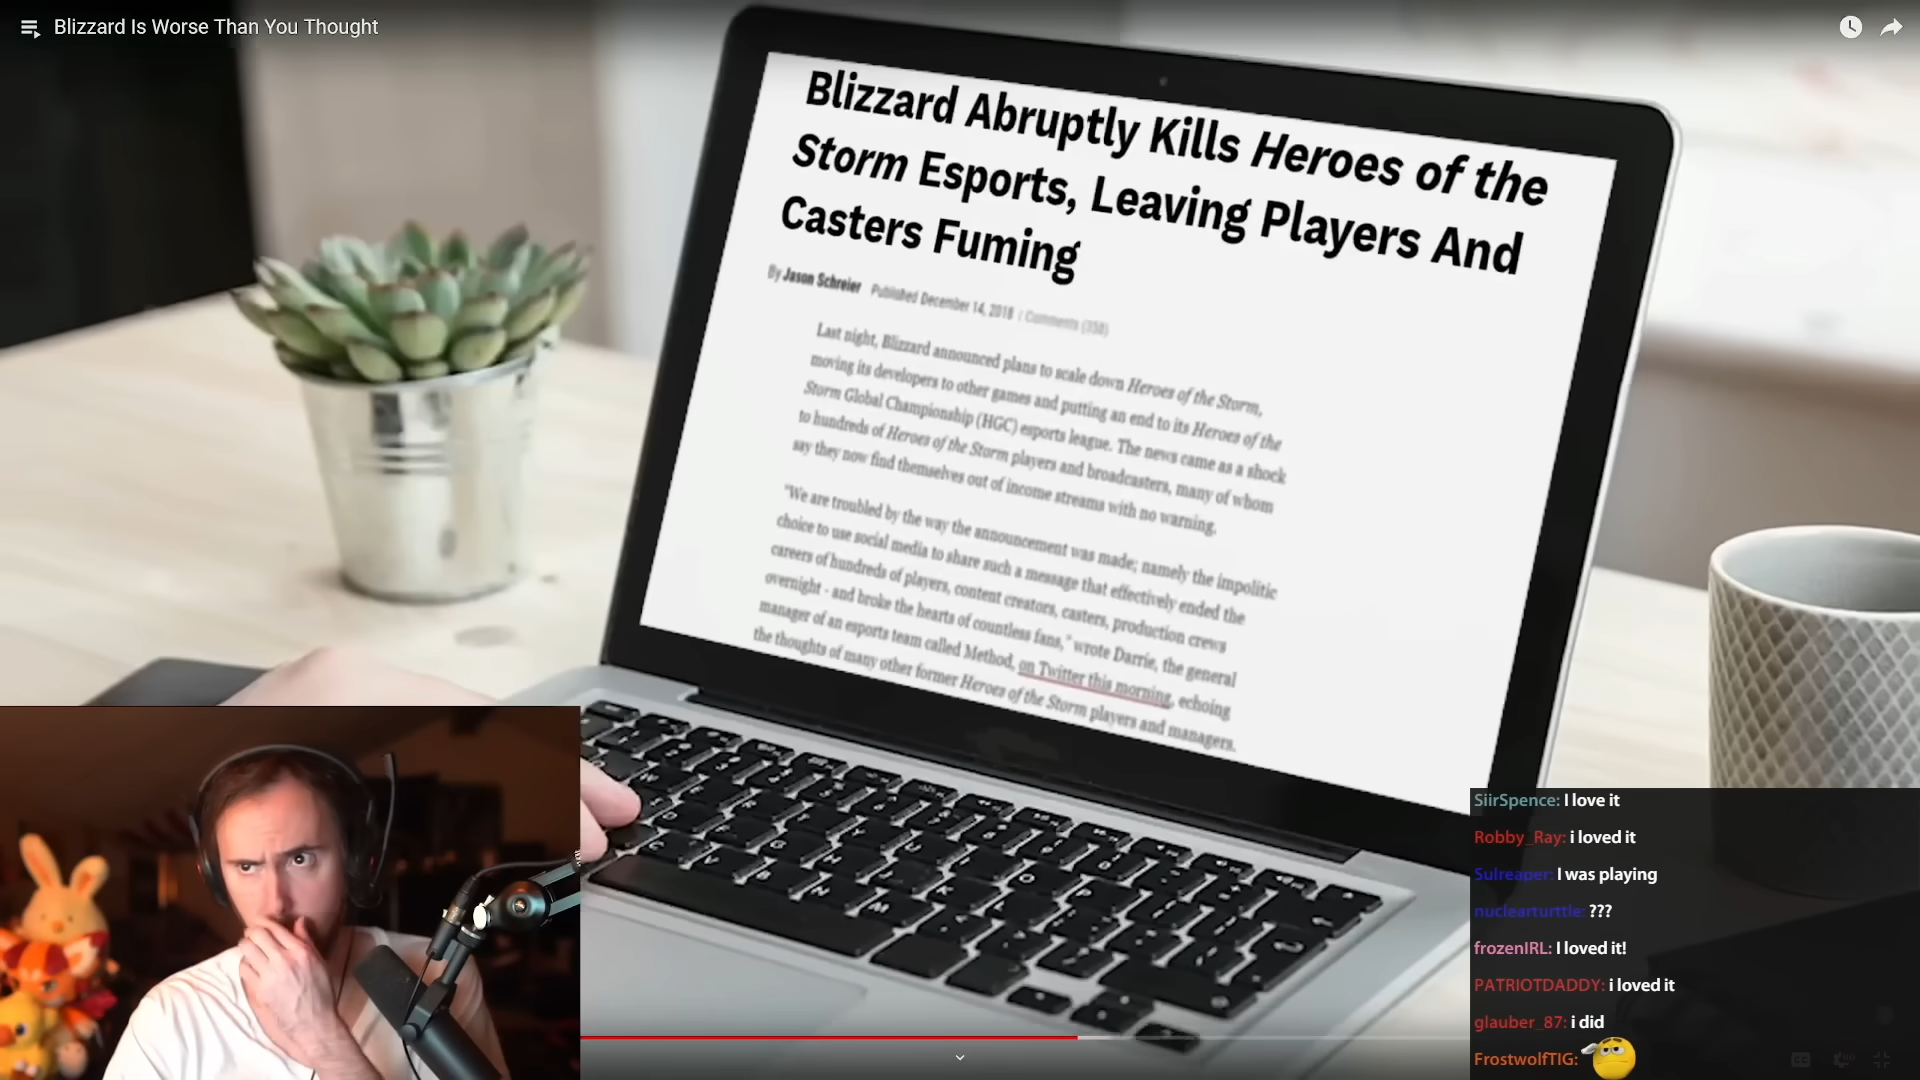 Blizzard Is Worse Than You Thought
Blizzard Abruptly Kills Heroes of the
Storm Esports, Leaving Players And
Casters Fuming
By Jason Schreier Published December 14, 2018 | Comments (358)
Last night, Blizzard announced plans to scale down Heroes of the Storm,
moving its developers to other games and putting an end to its Heroes of the
Storm Global Championship (HGC) esports league. The news came as a shock
to hundreds of Heroes of the Storm players and broadcasters, many of whom
say they now find themselves out of income streams with no warning.
"We are troubled by the way the announcement was made; namely the impolitic
choice to use social media to share such a message that effectively ended the
careers of hundreds of players, content creators, casters, production crews
overnight - and broke the hearts of countless fans," wrote Darrie, the general
manager of an esports team called Method, on Twitter this morning, echoing
the thoughts of many other former Heroes of the Storm players and managers.
SiirSpence: I love it
Robby_Ray: i loved it
Sulreaper: I was playing
nuclearturttle: ???
frozenIRL: I loved it!
PATRIOTDADDY: i loved it
glauber_87: i did
FrostwolfTIG: